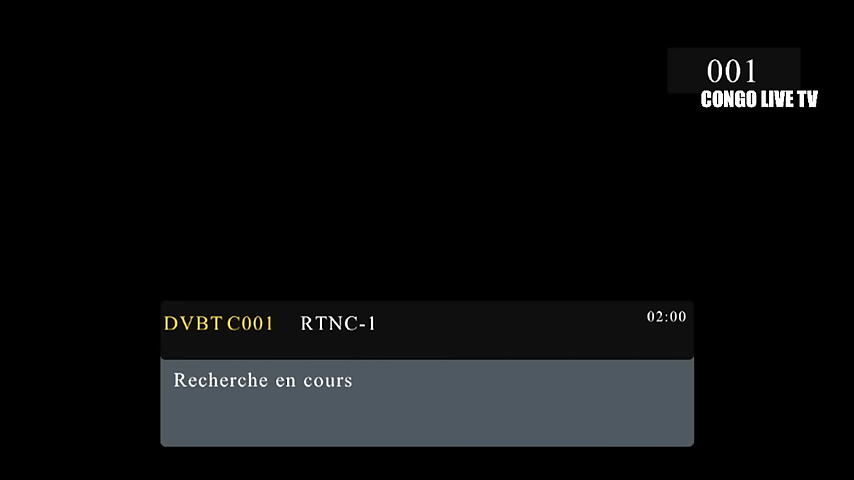 001
CONGO LIVE TV
DVBT C001 RTNC-1 02:00
Recherche en cours